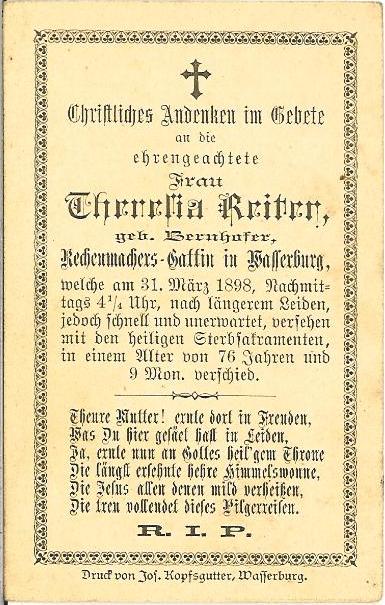 Christliches Andenken im Gebete
an die
ehrengeachtete
Frau
Theresia Reiter,
geb. Bernhofer,
Rechenmachers-Gattin in Wasserburg,
welche am 31. März 1898, Nachmit-
tags 4¼ Uhr, nach längerem Leiden,
jedoch schnell und unerwartet, versehen
mit den heiligen Sterbsakramenten,
in einem Alter von 76 Jahren und
9 Mon. verschied.
Theure Mutter! ernte dort in Freuden,
Was Du hier gesäet hast in Leiden,
Ja, ernte nun an Gottes heil'gem Throne
Die längst ersehnte hehre Himmelswonne,
Die Jesus allen denen mild verheißen,
Die treu vollendet dieses Pilgerreisen.
R. I. P.
Druck von Jos. Kopfsgutter, Wasserburg.